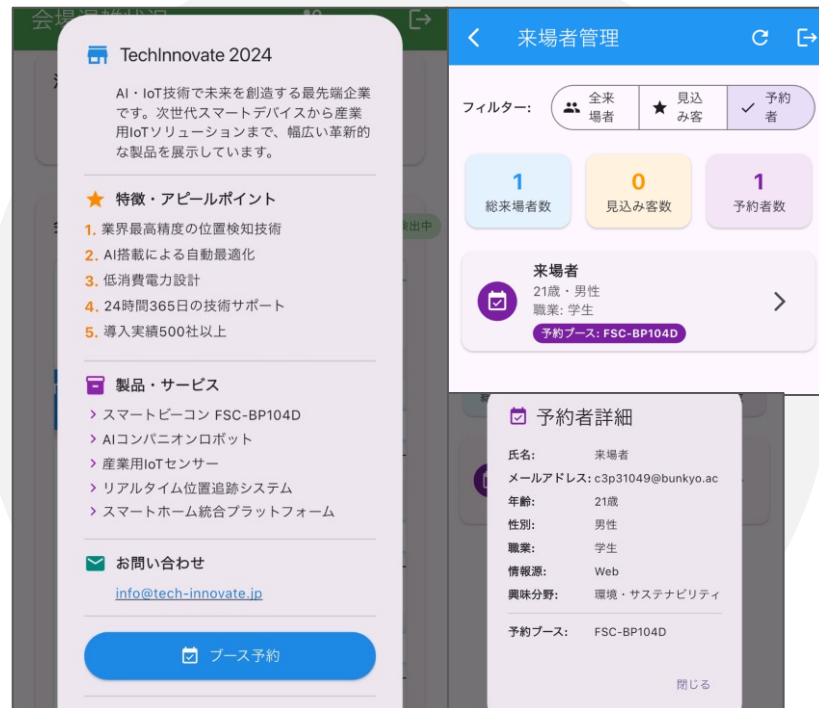 会場混雑状況
TechInnovate 2024
AI・IoT技術で未来を創造する最先端企業
です。次世代スマートデバイスから産業
用IoTソリューションまで、幅広い革新的
な製品を展示しています。
特徴・アピールポイント
1. 業界最高精度の位置検知技術
2. AI搭載による自動最適化
3. 低消費電力設計
4. 24時間365日の技術サポート
5. 導入実績500社以上
検出中
製品・サービス
スマートビーコン FSC-BP104D
AIコンパニオンロボット
産業用IoTセンサー
リアルタイム位置追跡システム
スマートホーム統合プラットフォーム
お問い合わせ
info@tech-innovate.jp
ブース予約
来場者管理
フィルター:
全来
場者
見込
み客
予約
者
1
総来場者数
0
見込み客数
1
予約者数
来場者
21歳・男性
職業: 学生
予約ブース: FSC-BP104D
予約者詳細
氏名: 来場者
メールアドレス: c3p31049@bunkyo.ac
年齢: 21歳
性別: 男性
職業: 学生
情報源: Web
興味分野: 環境・サステナビリティ
予約ブース: FSC-BP104D
閉じる